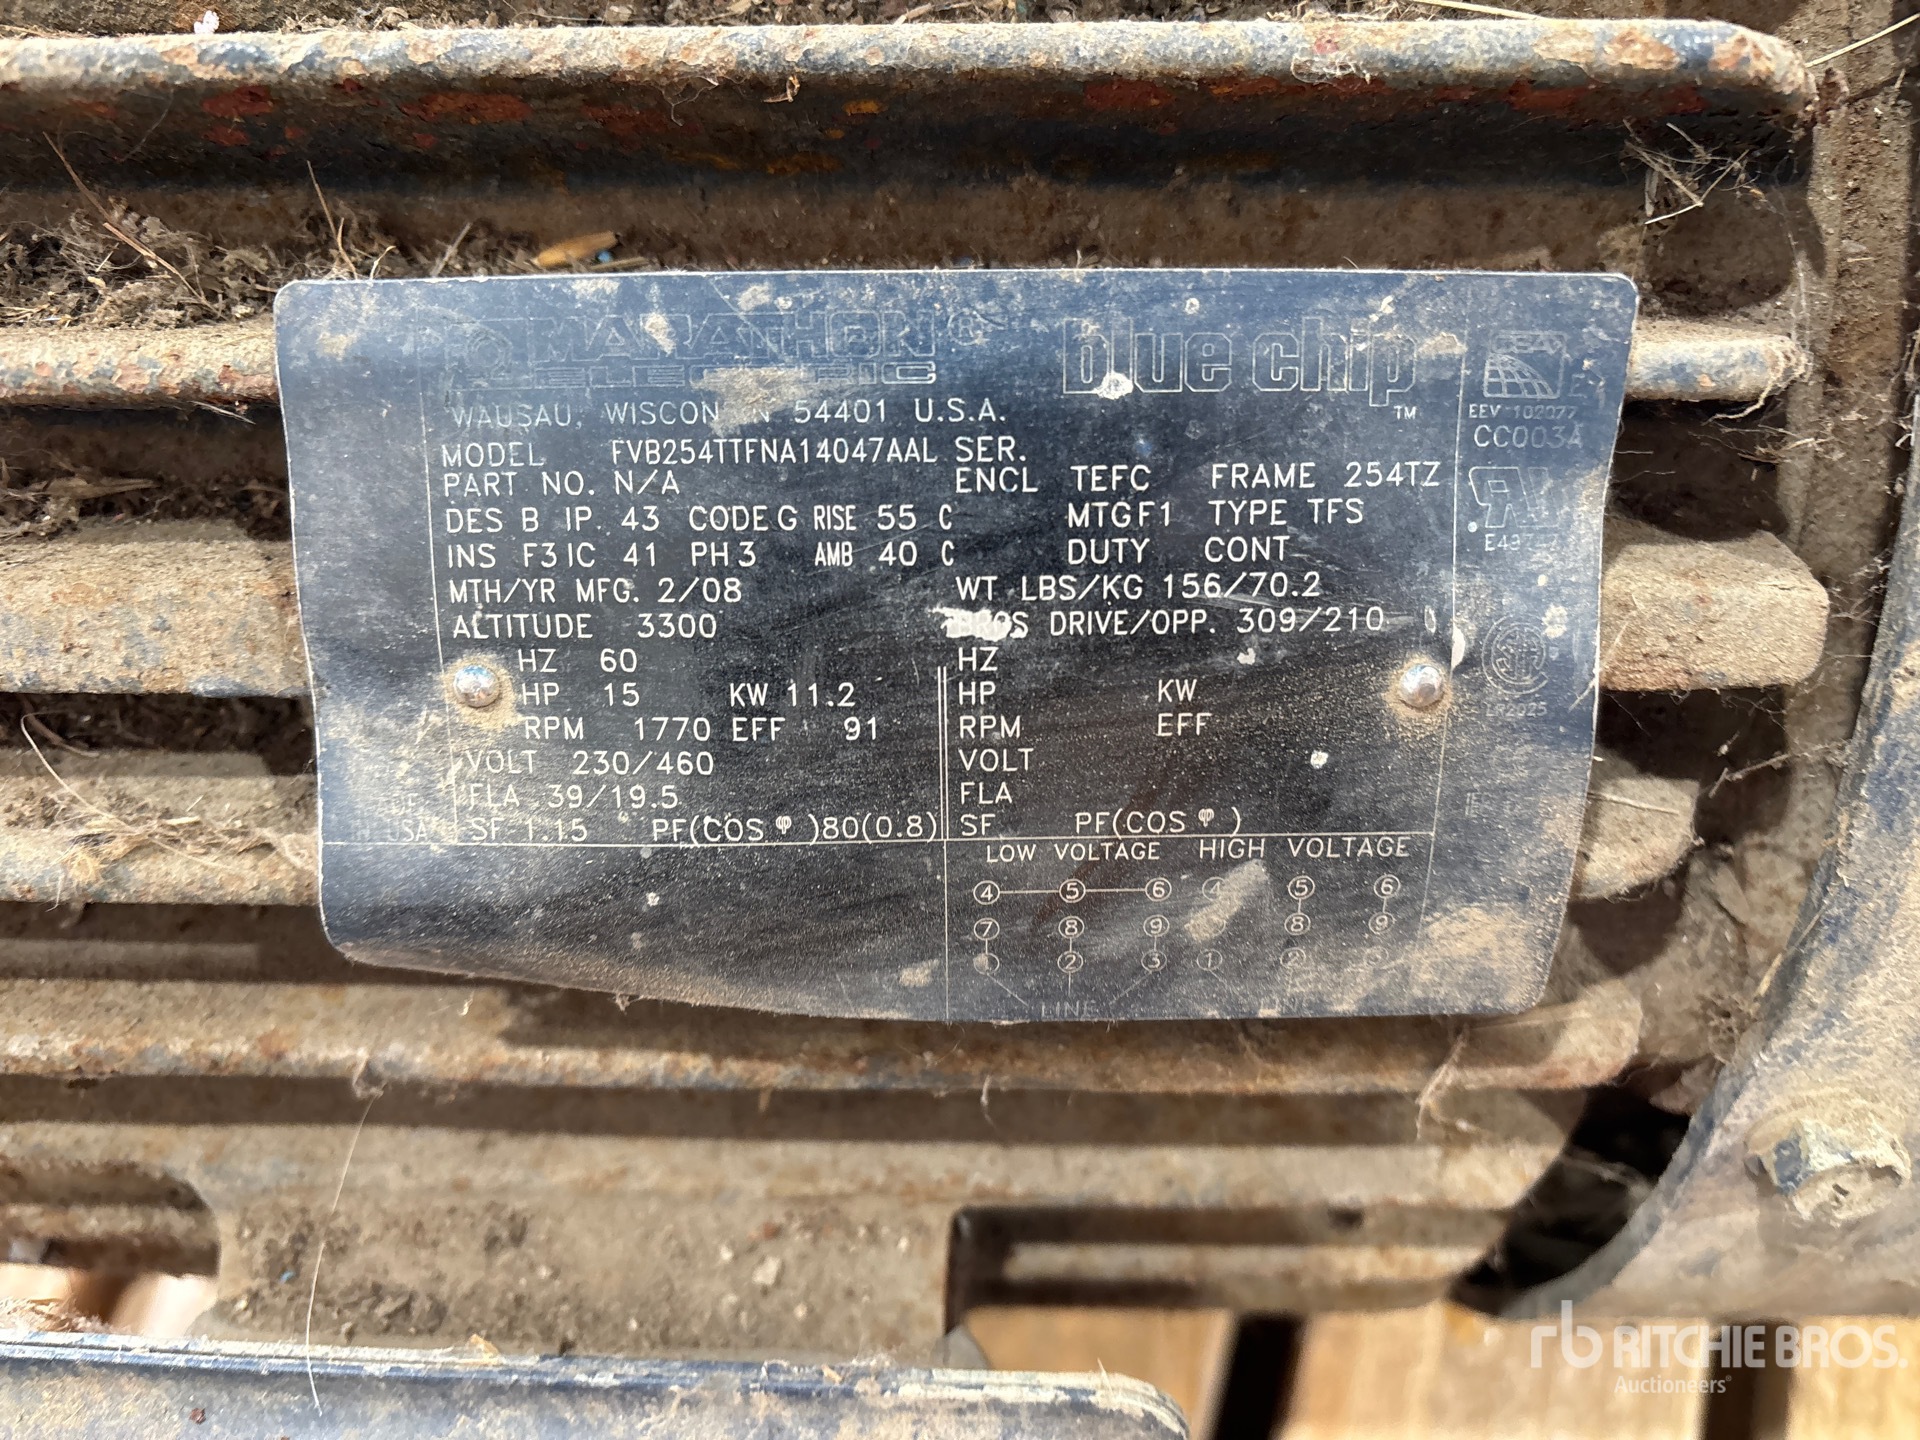 MARATHON®
ELECTRIC
blue chip™
WAUSAU, 54401 U.S.A.
MODEL FVB254TTFNA14047AAL SER.
PART NO. N/A ENCL TEFC FRAME 254TZ
DES B IP. 43 CODE G RISE 55 C MTG F1 TYPE TFS
INS F3 IC 41 PH 3 AMB 40 C DUTY CONT
MTH/YR MFG. 2/08 WT LBS/KG 156/70.2
ALTITUDE 3300 DRIVE/OPP. 309/210
HZ 60 HZ
HP 15 KW 11.2 HP KW
RPM 1770 EFF 91 RPM EFF
VOLT 230/460 VOLT
FLA 39/19.5 FLA
SF 1.15 PF(COS φ )80(0.8) SF PF(COS φ )
USA
LOW VOLTAGE HIGH VOLTAGE
4 5 6 4 5 6
7 8 9 8 9
1 2 3 1 2
LINE
EEV 102077
CC003A
LR2025
rb RITCHIE BROS.
Auctioneers